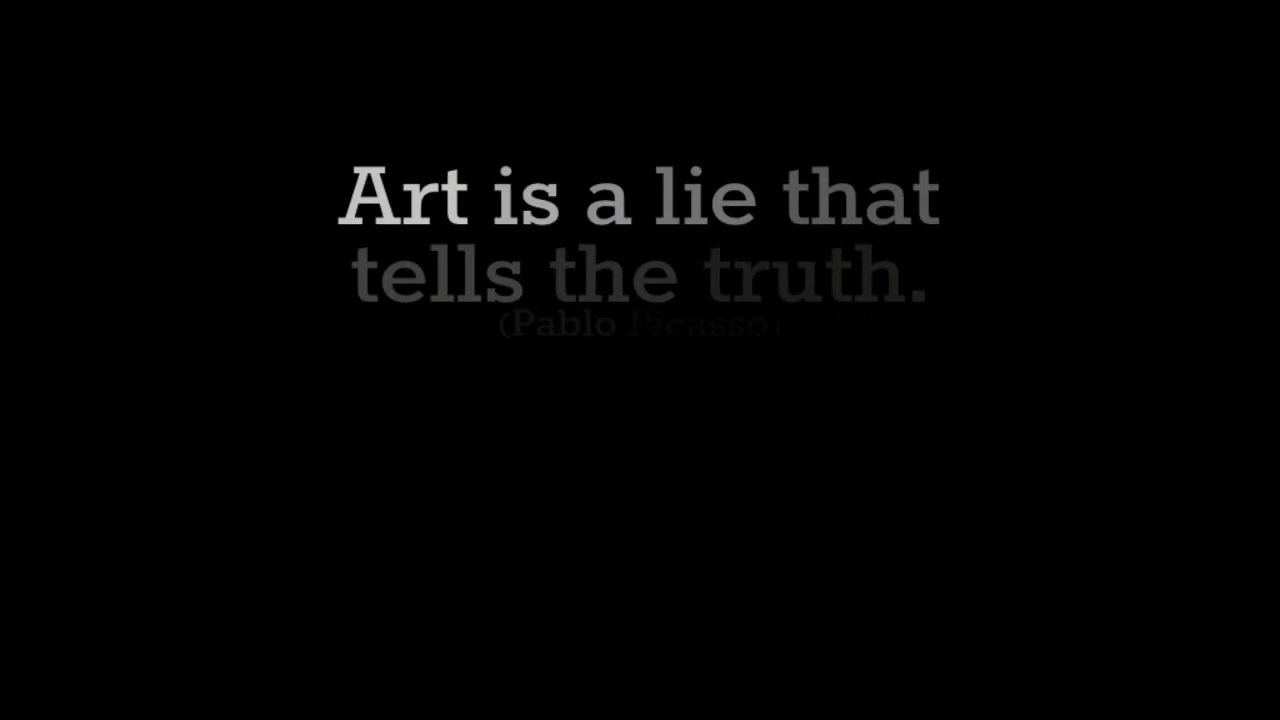 Art is a lie that
tells the truth.
(Pablo Picasso)